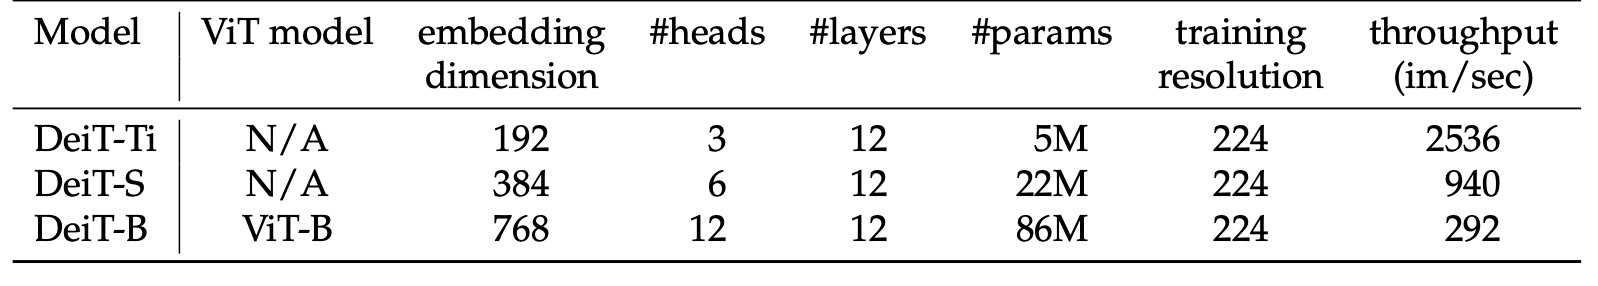 Model ViT model embedding dimension #heads #layers #params training resolution throughput (im/sec)
DeiT-Ti N/A 192 3 12 5M 224 2536
DeiT-S N/A 384 6 12 22M 224 940
DeiT-B ViT-B 768 12 12 86M 224 292